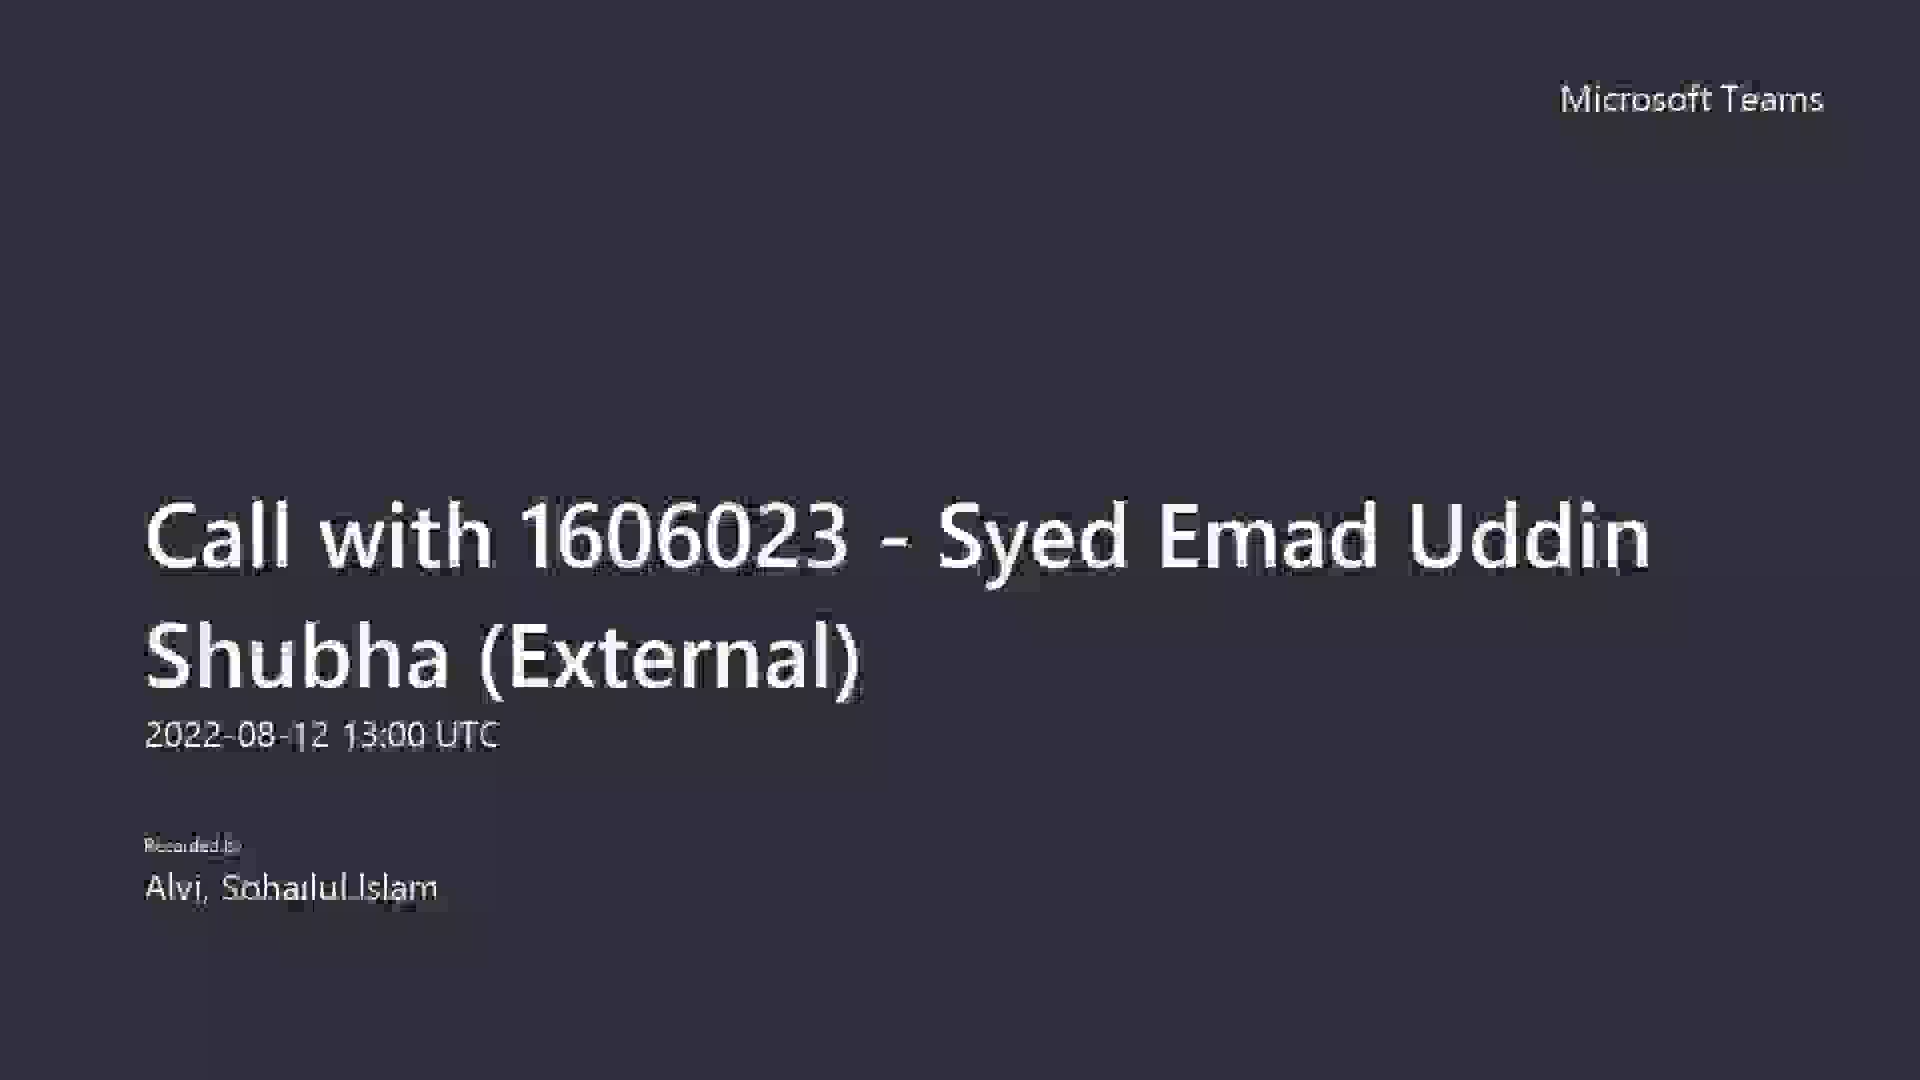 Microsoft Teams
Call with 1606023 - Syed Emad Uddin
Shubha (External)
2022-08-12 13:00 UTC
Recorded by
Alvi, Sohailul Islam